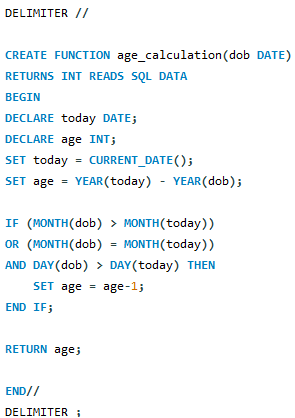 DELIMITER //
CREATE FUNCTION age_calculation(dob DATE)
RETURNS INT READS SQL DATA
BEGIN
DECLARE today DATE;
DECLARE age INT;
SET today = CURRENT_DATE();
SET age = YEAR(today) - YEAR(dob);
IF (MONTH(dob) > MONTH(today))
OR (MONTH(dob) = MONTH(today))
AND DAY(dob) > DAY(today) THEN
    SET age = age-1;
END IF;
RETURN age;
END//
DELIMITER ;